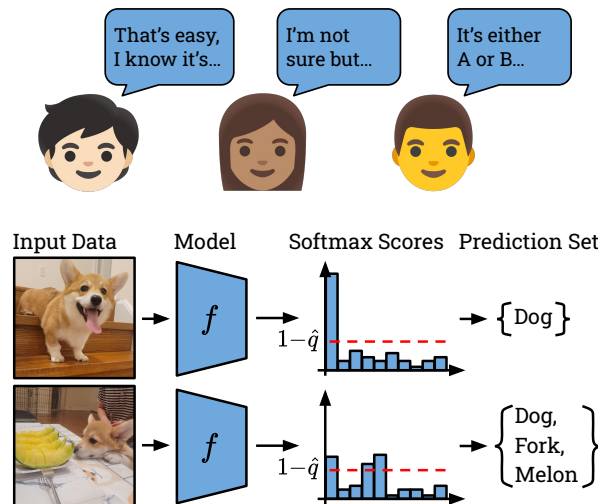 That's easy,
I know it's...
I'm not
sure but...
It's either
A or B...
Input Data
Model
Softmax Scores
Prediction Set
f
1−q̂
{Dog}
f
1−q̂
{Dog,
Fork,
Melon}